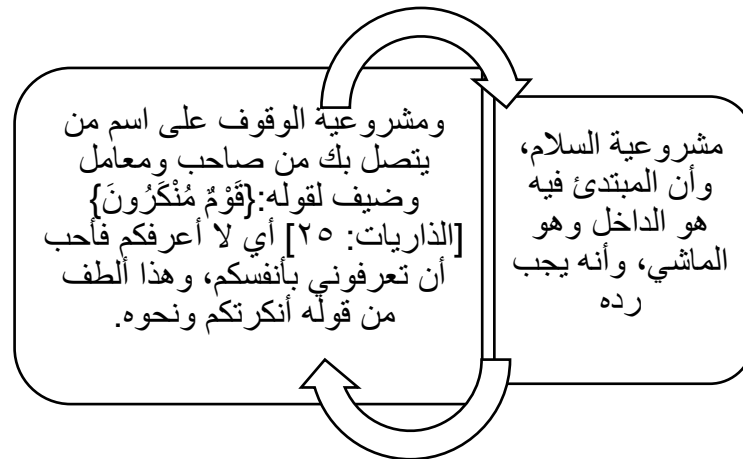 مشروعية السلام،
وأن المبتدئ فيه
هو الداخل وهو
الماشي، وأنه يجب
رده
ومشروعية الوقوف على اسم من
يتصل بك من صاحب ومعامل
وضيف لقوله:{قَوْمٌ مُنْكَرُونَ}
[الذاريات: ٢٥] أي لا أعرفكم فأحب
أن تعرفوني بأنفسكم، وهذا ألطف
من قوله أنكرتكم ونحوه.